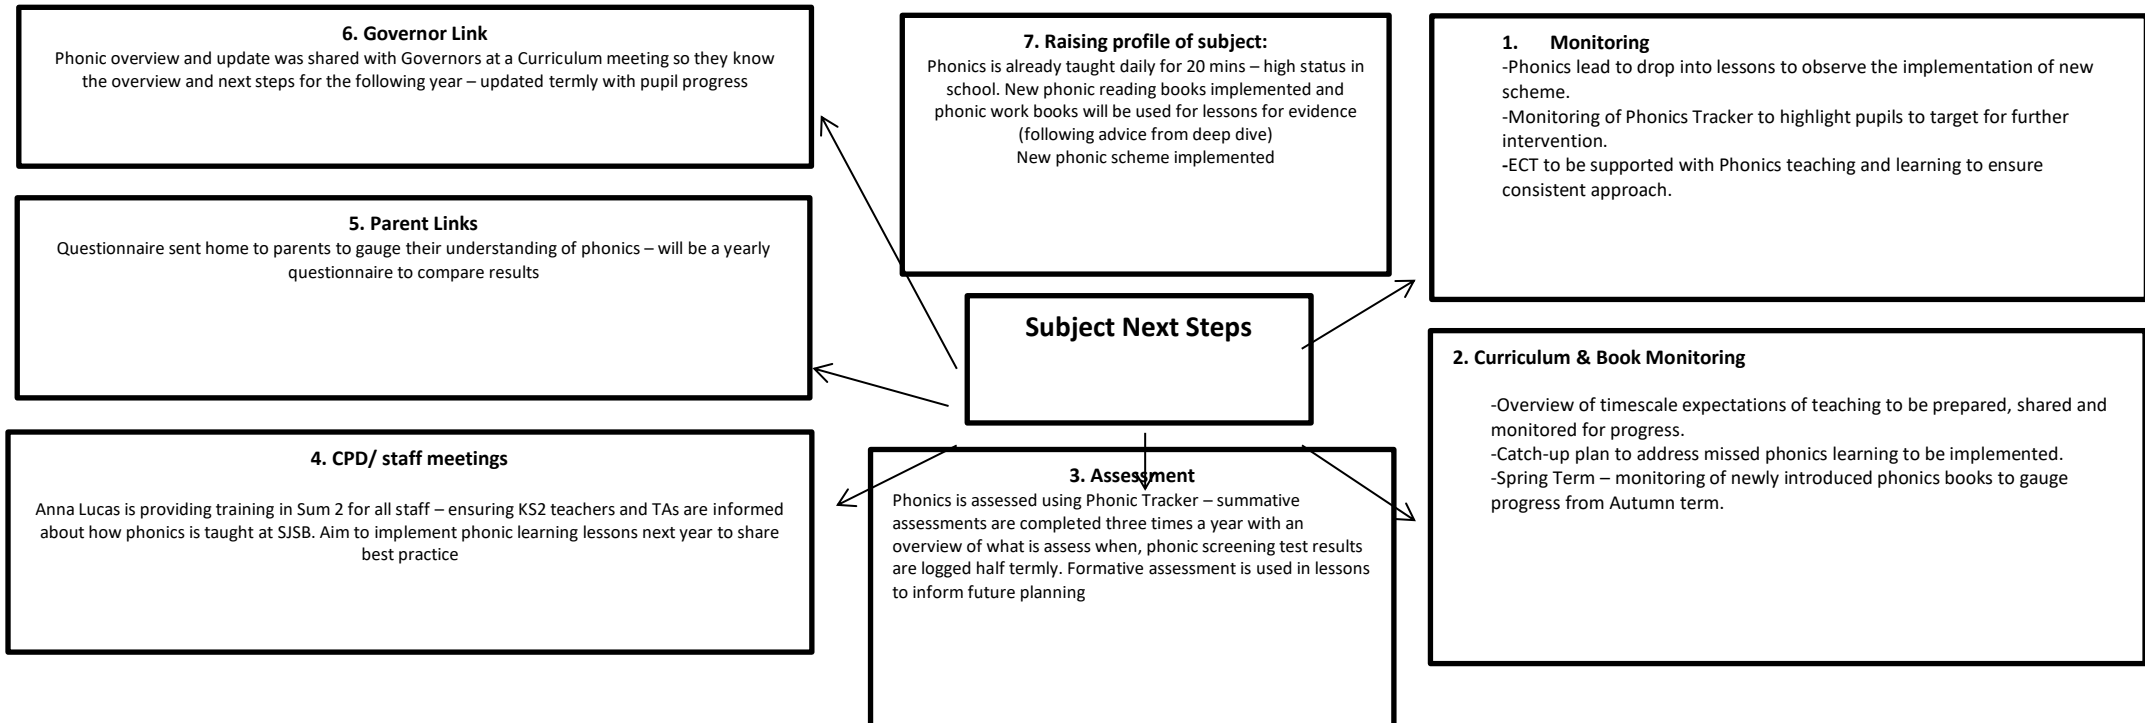 6. Governor Link
Phonic overview and update was shared with Governors at a Curriculum meeting so they know
the overview and next steps for the following year – updated termly with pupil progress
7. Raising profile of subject:
Phonics is already taught daily for 20 mins – high status in
school. New phonic reading books implemented and
phonic work books will be used for lessons for evidence
(following advice from deep dive)
New phonic scheme implemented
1. Monitoring
-Phonics lead to drop into lessons to observe the implementation of new
scheme.
-Monitoring of Phonics Tracker to highlight pupils to target for further
intervention.
-ECT to be supported with Phonics teaching and learning to ensure
consistent approach.
5. Parent Links
Questionnaire sent home to parents to gauge their understanding of phonics – will be a yearly
questionnaire to compare results
Subject Next Steps
2. Curriculum & Book Monitoring
-Overview of timescale expectations of teaching to be prepared, shared and
monitored for progress.
-Catch-up plan to address missed phonics learning to be implemented.
-Spring Term – monitoring of newly introduced phonics books to gauge
progress from Autumn term.
4. CPD/ staff meetings
Anna Lucas is providing training in Sum 2 for all staff – ensuring KS2 teachers and TAs are informed
about how phonics is taught at SJSB. Aim to implement phonic learning lessons next year to share
best practice
3. Assessment
Phonics is assessed using Phonic Tracker – summative
assessments are completed three times a year with an
overview of what is assess when, phonic screening test results
are logged half termly. Formative assessment is used in lessons
to inform future planning